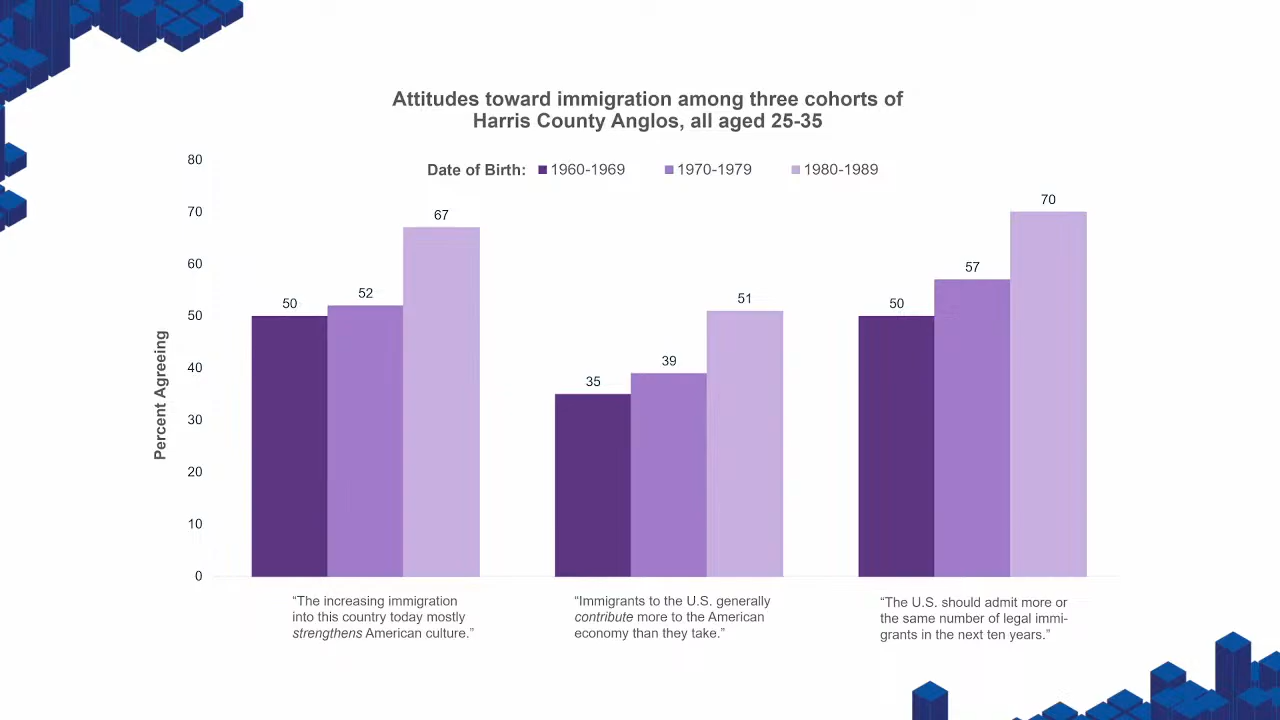 Attitudes toward immigration among three cohorts of
Harris County Anglos, all aged 25-35
Date of Birth: 1960-1969 1970-1979 1980-1989
Percent Agreeing
80
70
60
50
40
30
20
10
0
50
52
67
35
39
51
50
57
70
“The increasing immigration
into this country today mostly
strengthens American culture.”
“Immigrants to the U.S. generally
contribute more to the American
economy than they take.”
“The U.S. should admit more or
the same number of legal immi-
grants in the next ten years.”